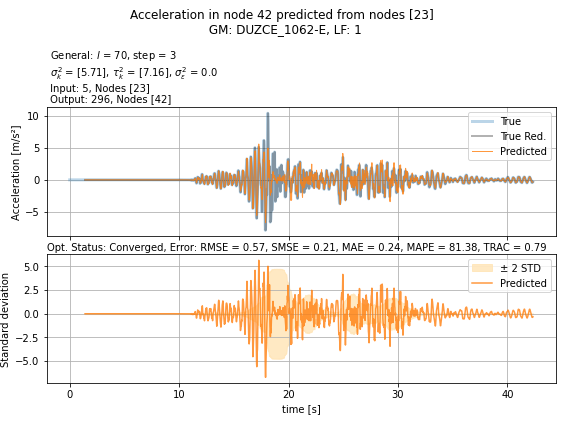 Acceleration in node 42 predicted from nodes [23]
GM: DUZCE_1062-E, LF: 1
General: l = 70, step = 3
σ²ₖ = [5.71], τ²ₖ = [7.16], σ²ε = 0.0
Input: 5, Nodes [23]
Output: 296, Nodes [42]
Acceleration [m/s²]
10
5
0
−5
True
True Red.
Predicted
Opt. Status: Converged, Error: RMSE = 0.57, SMSE = 0.21, MAE = 0.24, MAPE = 81.38, TRAC = 0.79
Standard deviation
5.0
2.5
0.0
−2.5
−5.0
± 2 STD
Predicted
0 10 20 30 40
time [s]